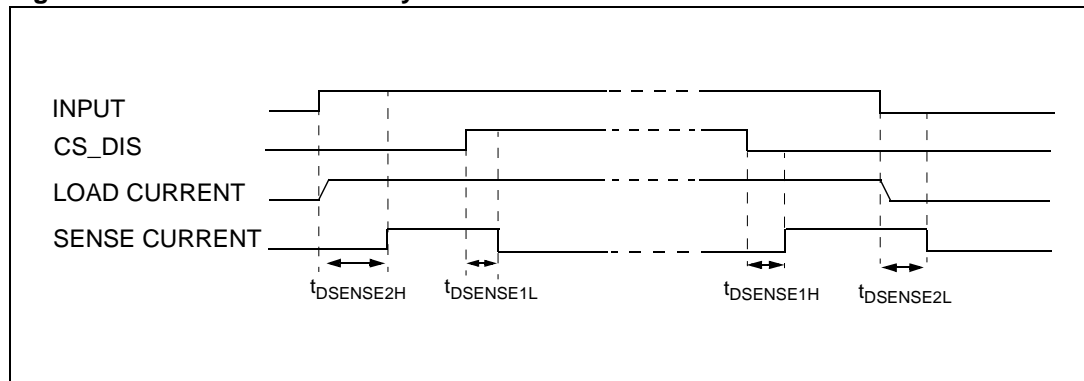 INPUT
CS_DIS
LOAD CURRENT
SENSE CURRENT
tDSENSE2H tDSENSE1L tDSENSE1H tDSENSE2L